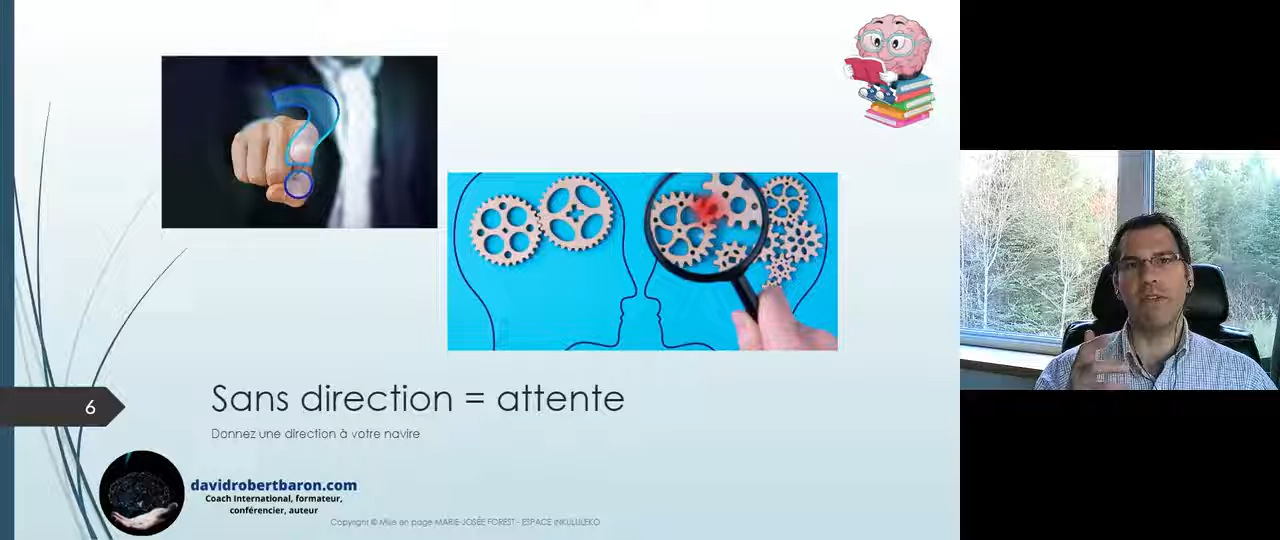 Sans direction = attente
Donnez une direction à votre navire
6
davidrobertbaron.com
Coach International, formateur,
conférencier, auteur
Copyright © Mise en page MARIE-JOSÉE FOREST - ESPACE INKULULEKO